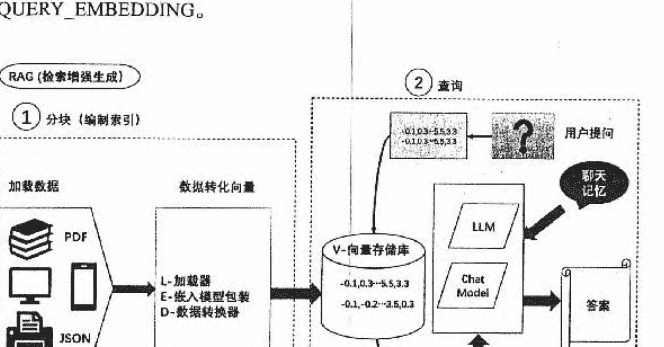 QUERY_EMBEDDING。
RAG (检索增强生成)
① 分块（编制索引）
② 查询
-0.1,0.3···5.5,3.3
-0.1,0.3···5.5,3.3
用户提问
加载数据
数据转化向量
聊天
记忆
PDF
LLM
V-向量存储库
L-加载器
E-嵌入模型包装
D-数据转换器
-0.1,0.3···5.5,3.3
-0.1,-0.2···3.5,0.3
Chat
Model
答案
JSON